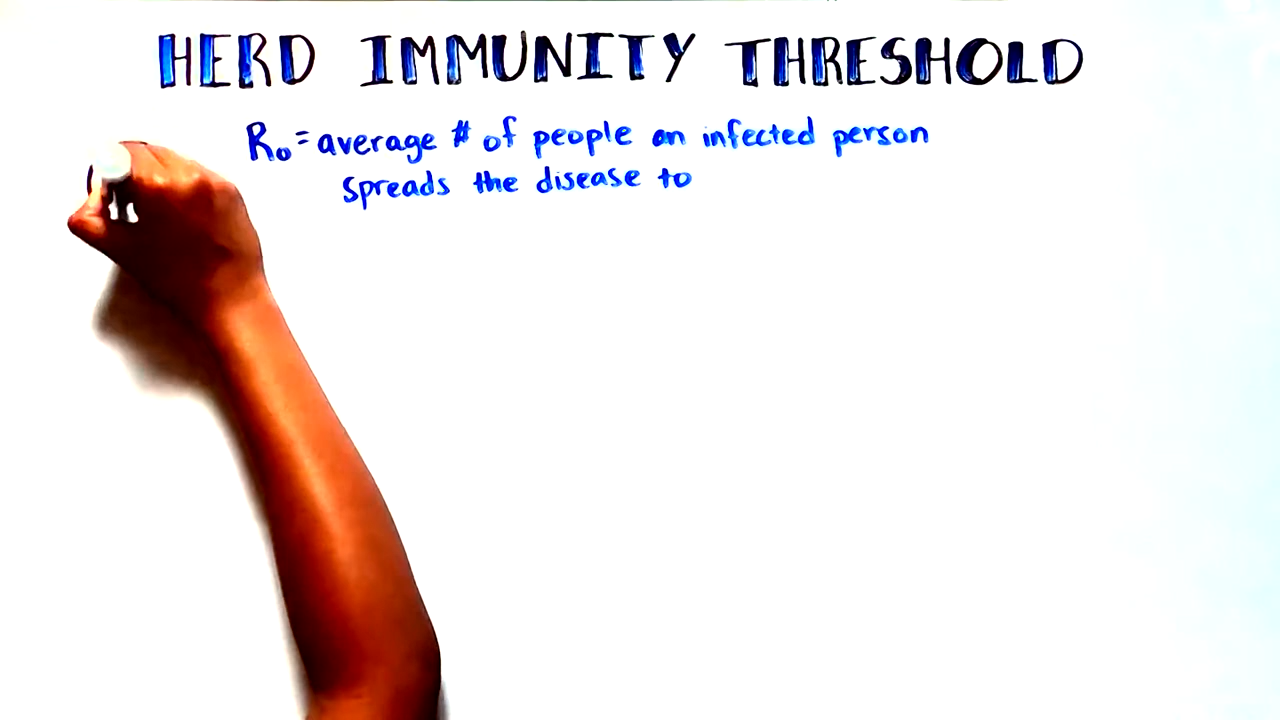 HERD IMMUNITY THRESHOLD
R₀ = average # of people an infected person
spreads the disease to